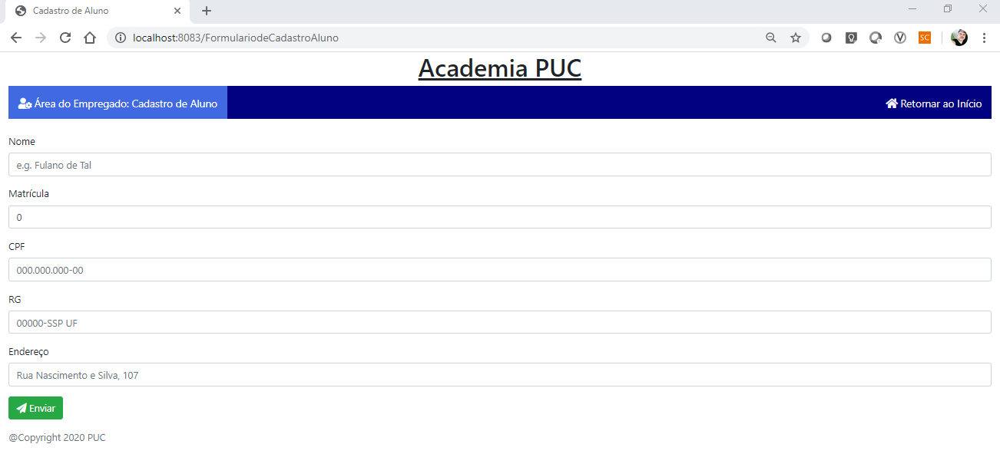 Cadastro de Aluno
localhost:8083/FormulariodeCadastroAluno
SC
Academia PUC
Área do Empregado: Cadastro de Aluno
Retornar ao Início
Nome
e.g. Fulano de Tal
Matrícula
0
CPF
000.000.000-00
RG
00000-SSP UF
Endereço
Rua Nascimento e Silva, 107
Enviar
@Copyright 2020 PUC